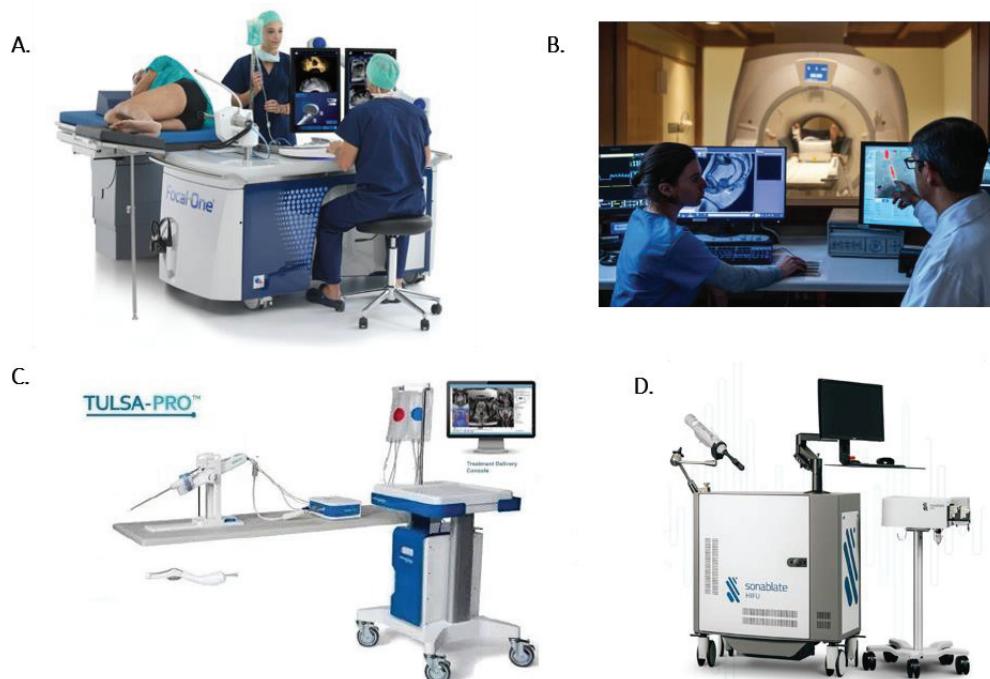 A.
B.
Focal One
C.
D.
TULSA-PRO™
Treatment Delivery
Console
sonablate
HIFU